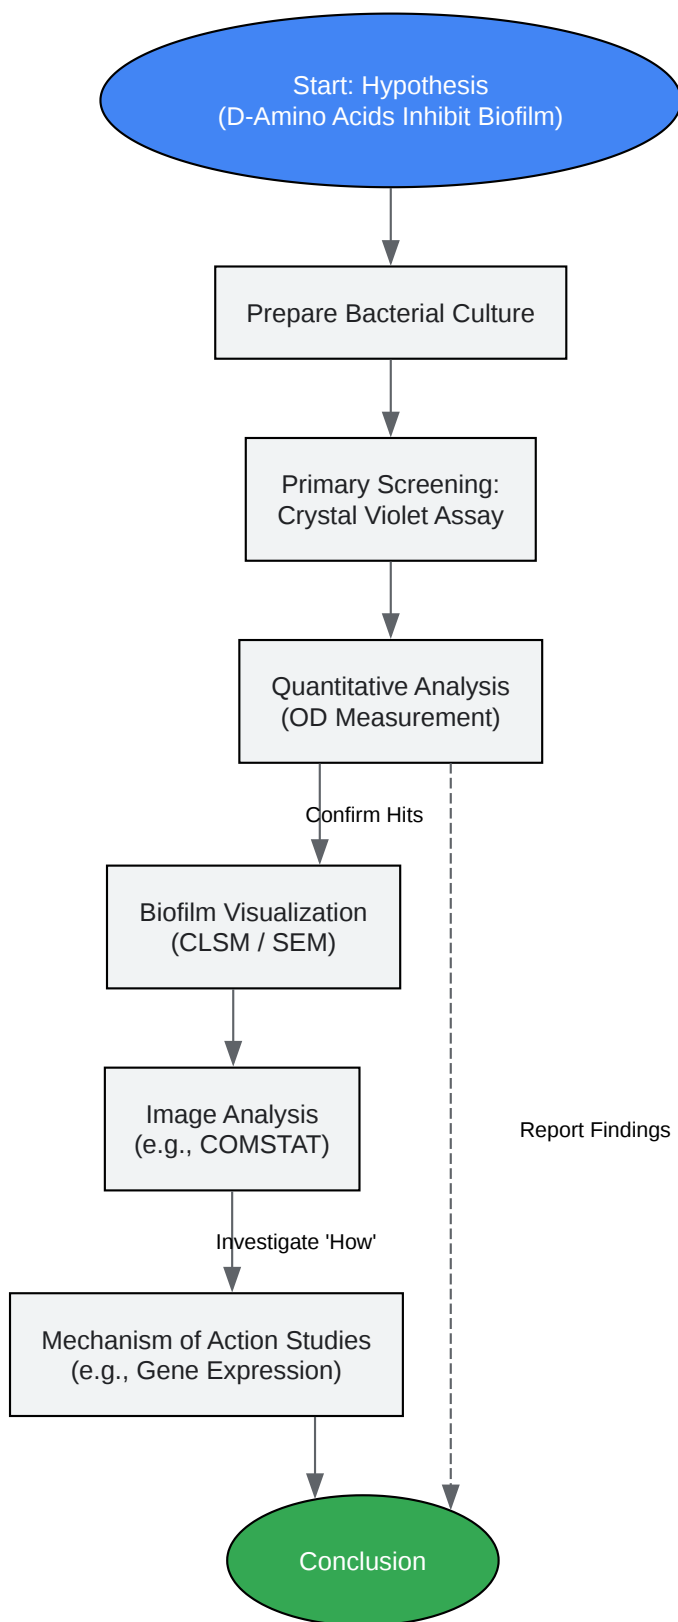 Start: Hypothesis
(D-Amino Acids Inhibit Biofilm)
Prepare Bacterial Culture
Primary Screening:
Crystal Violet Assay
Quantitative Analysis
(OD Measurement)
Confirm Hits
Biofilm Visualization
(CLSM / SEM)
Image Analysis
(e.g., COMSTAT)
Report Findings
Investigate 'How'
Mechanism of Action Studies
(e.g., Gene Expression)
Conclusion